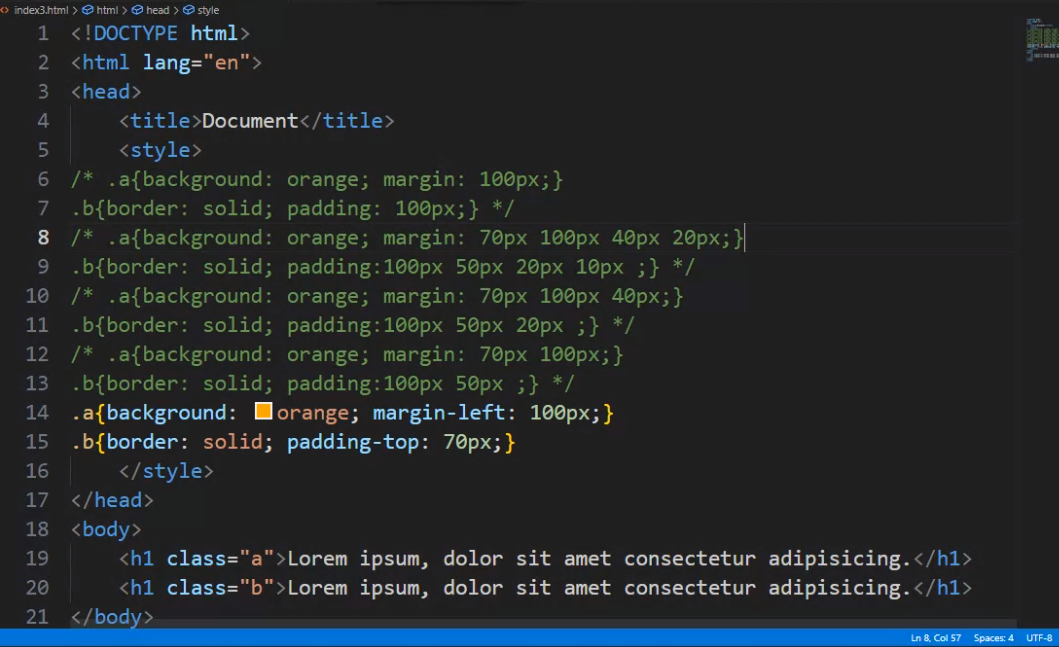 index3.html > html > head > style
1 <!DOCTYPE html>
2 <html lang="en">
3 <head>
4     <title>Document</title>
5     <style>
6 /* .a{background: orange; margin: 100px;}
7 .b{border: solid; padding: 100px;} */
8 /* .a{background: orange; margin: 70px 100px 40px 20px;}
9 .b{border: solid; padding:100px 50px 20px 10px ;} */
10 /* .a{background: orange; margin: 70px 100px 40px;}
11 .b{border: solid; padding:100px 50px 20px ;} */
12 /* .a{background: orange; margin: 70px 100px;}
13 .b{border: solid; padding:100px 50px ;} */
14 .a{background: orange; margin-left: 100px;}
15 .b{border: solid; padding-top: 70px;}
16     </style>
17 </head>
18 <body>
19     <h1 class="a">Lorem ipsum, dolor sit amet consectetur adipisicing.</h1>
20     <h1 class="b">Lorem ipsum, dolor sit amet consectetur adipisicing.</h1>
21 </body>
Ln 8, Col 57 Spaces: 4 UTF-8